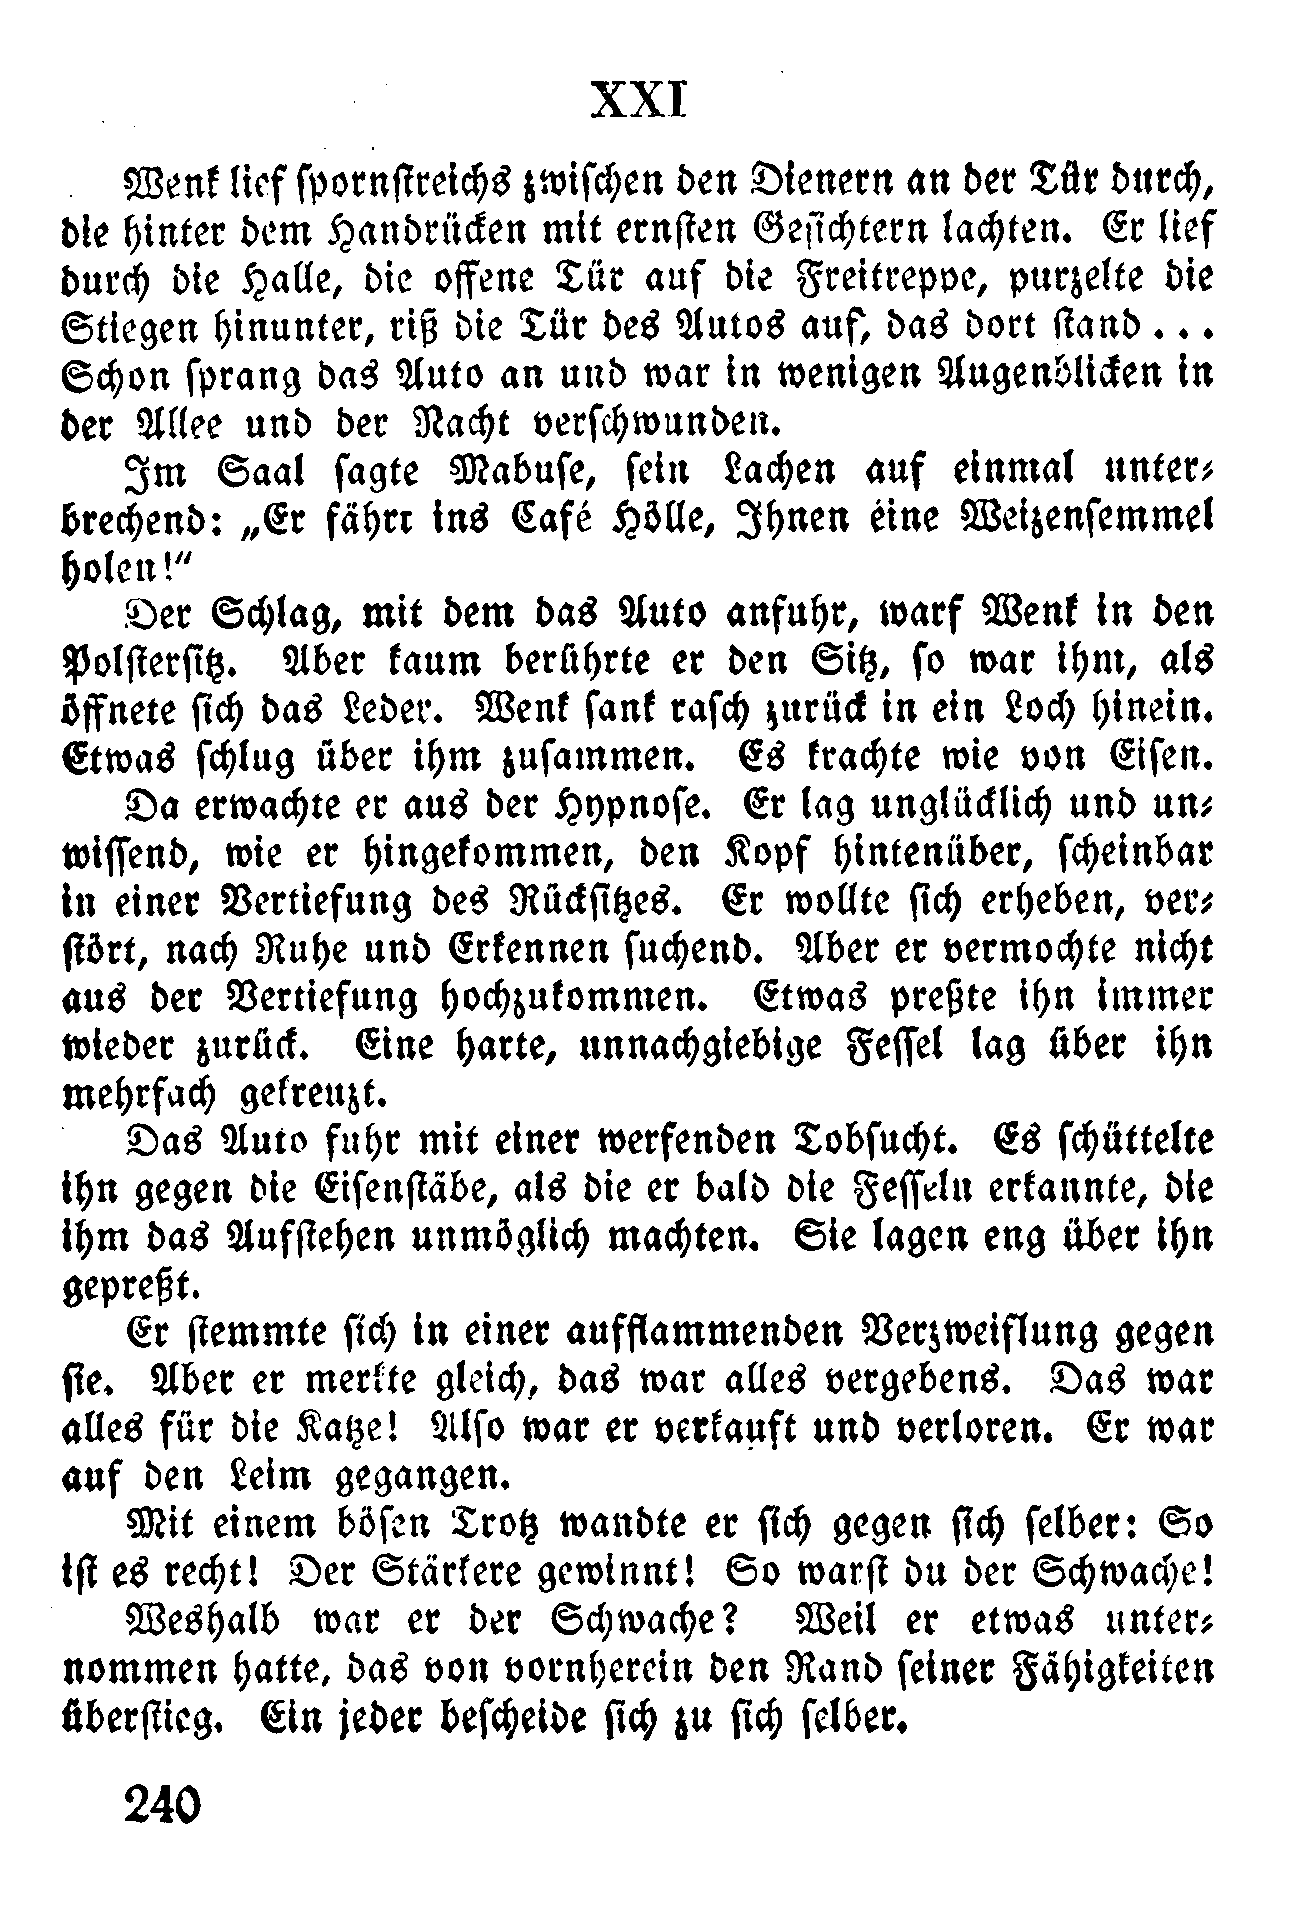 XXI
Wenk lief spornstreichs zwischen den Dienern an der Tür durch,
die hinter dem Handrücken mit ernsten Gesichtern lachten. Er lief
durch die Halle, die offene Tür auf die Freitreppe, purzelte die
Stiegen hinunter, riß die Tür des Autos auf, das dort stand . . .
Schon sprang das Auto an und war in wenigen Augenblicken in
der Allee und der Nacht verschwunden.
Im Saal sagte Mabuse, sein Lachen auf einmal unter-
brechend: „Er fährt ins Café Hölle, Ihnen eine Weizensemmel
holen!“
Der Schlag, mit dem das Auto anfuhr, warf Wenk in den
Polstersitz. Aber kaum berührte er den Sitz, so war ihm, als
öffnete sich das Leder. Wenk sank rasch zurück in ein Loch hinein.
Etwas schlug über ihm zusammen. Es krachte wie von Eisen.
Da erwachte er aus der Hypnose. Er lag unglücklich und un-
wissend, wie er hingekommen, den Kopf hintenüber, scheinbar
in einer Vertiefung des Rücksitzes. Er wollte sich erheben, ver-
stört, nach Ruhe und Erkennen suchend. Aber er vermochte nicht
aus der Vertiefung hochzukommen. Etwas preßte ihn immer
wieder zurück. Eine harte, unnachgiebige Fessel lag über ihn
mehrfach gekreuzt.
Das Auto fuhr mit einer werfenden Tobsucht. Es schüttelte
ihn gegen die Eisenstäbe, als die er bald die Fesseln erkannte, die
ihm das Aufstehen unmöglich machten. Sie lagen eng über ihn
gepreßt.
Er stemmte sich in einer aufflammenden Verzweiflung gegen
sie. Aber er merkte gleich, das war alles vergebens. Das war
alles für die Katze! Also war er verkauft und verloren. Er war
auf den Leim gegangen.
Mit einem bösen Trotz wandte er sich gegen sich selber: So
ist es recht! Der Stärkere gewinnt! So warst du der Schwache!
Weshalb war er der Schwache? Weil er etwas unter-
nommen hatte, das von vornherein den Rand seiner Fähigkeiten
überstieg. Ein jeder bescheide sich zu sich selber.
240